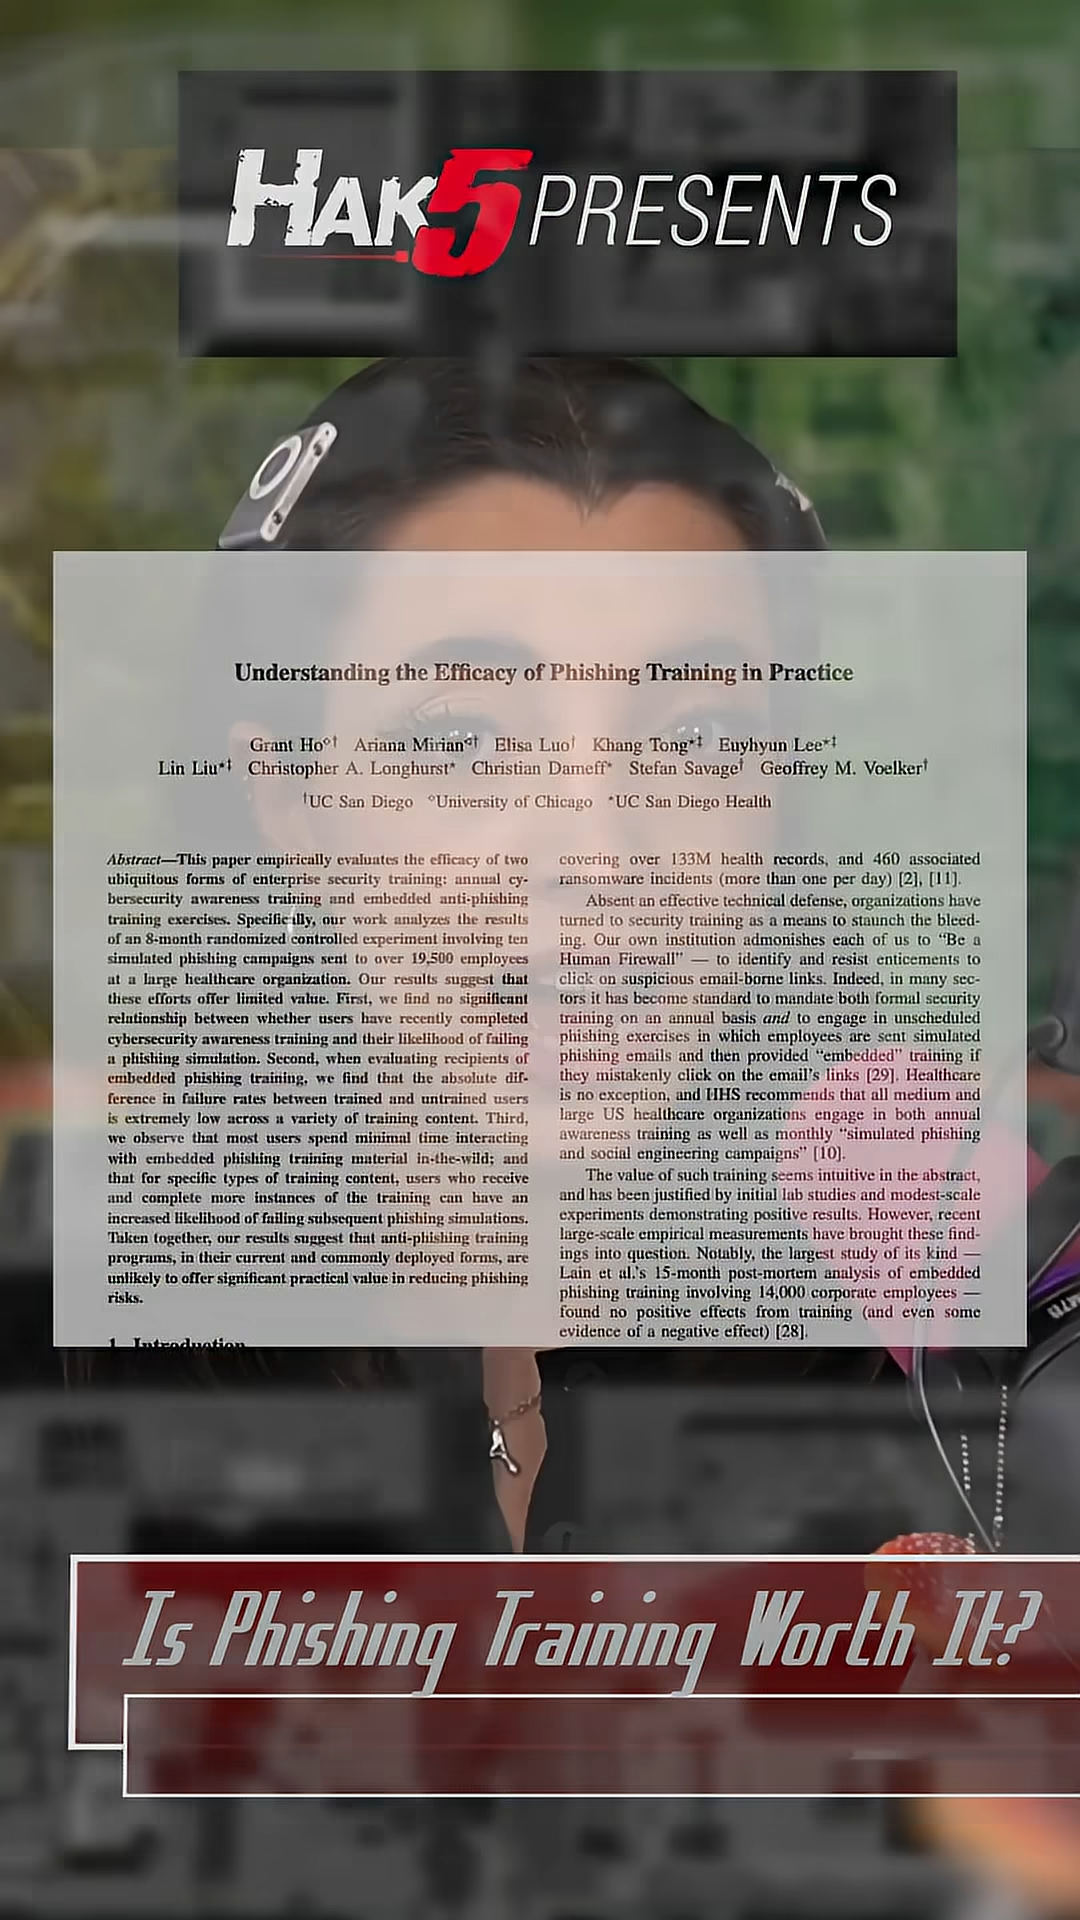 HAK5 PRESENTS
Understanding the Efficacy of Phishing Training in Practice
Grant Ho◇† Ariana Mirian◇† Elisa Luo† Khang Tong*‡ Euyhyun Lee*‡
Lin Liu*‡ Christopher A. Longhurst* Christian Dameff* Stefan Savage† Geoffrey M. Voelker†
†UC San Diego ◇University of Chicago *UC San Diego Health
Abstract—This paper empirically evaluates the efficacy of two
ubiquitous forms of enterprise security training: annual cy-
bersecurity awareness training and embedded anti-phishing
training exercises. Specifically, our work analyzes the results
of an 8-month randomized controlled experiment involving ten
simulated phishing campaigns sent to over 19,500 employees
at a large healthcare organization. Our results suggest that
these efforts offer limited value. First, we find no significant
relationship between whether users have recently completed
cybersecurity awareness training and their likelihood of failing
a phishing simulation. Second, when evaluating recipients of
embedded phishing training, we find that the absolute dif-
ference in failure rates between trained and untrained users
is extremely low across a variety of training content. Third,
we observe that most users spend minimal time interacting
with embedded phishing training material in-the-wild; and
that for specific types of training content, users who receive
and complete more instances of the training can have an
increased likelihood of failing subsequent phishing simulations.
Taken together, our results suggest that anti-phishing training
programs, in their current and commonly deployed forms, are
unlikely to offer significant practical value in reducing phishing
risks.
1. Introduction
covering over 133M health records, and 460 associated
ransomware incidents (more than one per day) [2], [11].
Absent an effective technical defense, organizations have
turned to security training as a means to staunch the bleed-
ing. Our own institution admonishes each of us to “Be a
Human Firewall” — to identify and resist enticements to
click on suspicious email-borne links. Indeed, in many sec-
tors it has become standard to mandate both formal security
training on an annual basis and to engage in unscheduled
phishing exercises in which employees are sent simulated
phishing emails and then provided “embedded” training if
they mistakenly click on the email’s links [29]. Healthcare
is no exception, and HHS recommends that all medium and
large US healthcare organizations engage in both annual
awareness training as well as monthly “simulated phishing
and social engineering campaigns” [10].
The value of such training seems intuitive in the abstract,
and has been justified by initial lab studies and modest-scale
experiments demonstrating positive results. However, recent
large-scale empirical measurements have brought these find-
ings into question. Notably, the largest study of its kind —
Lain et al.’s 15-month post-mortem analysis of embedded
phishing training involving 14,000 corporate employees —
found no positive effects from training (and even some
evidence of a negative effect) [28].
Is Phishing Training Worth It?